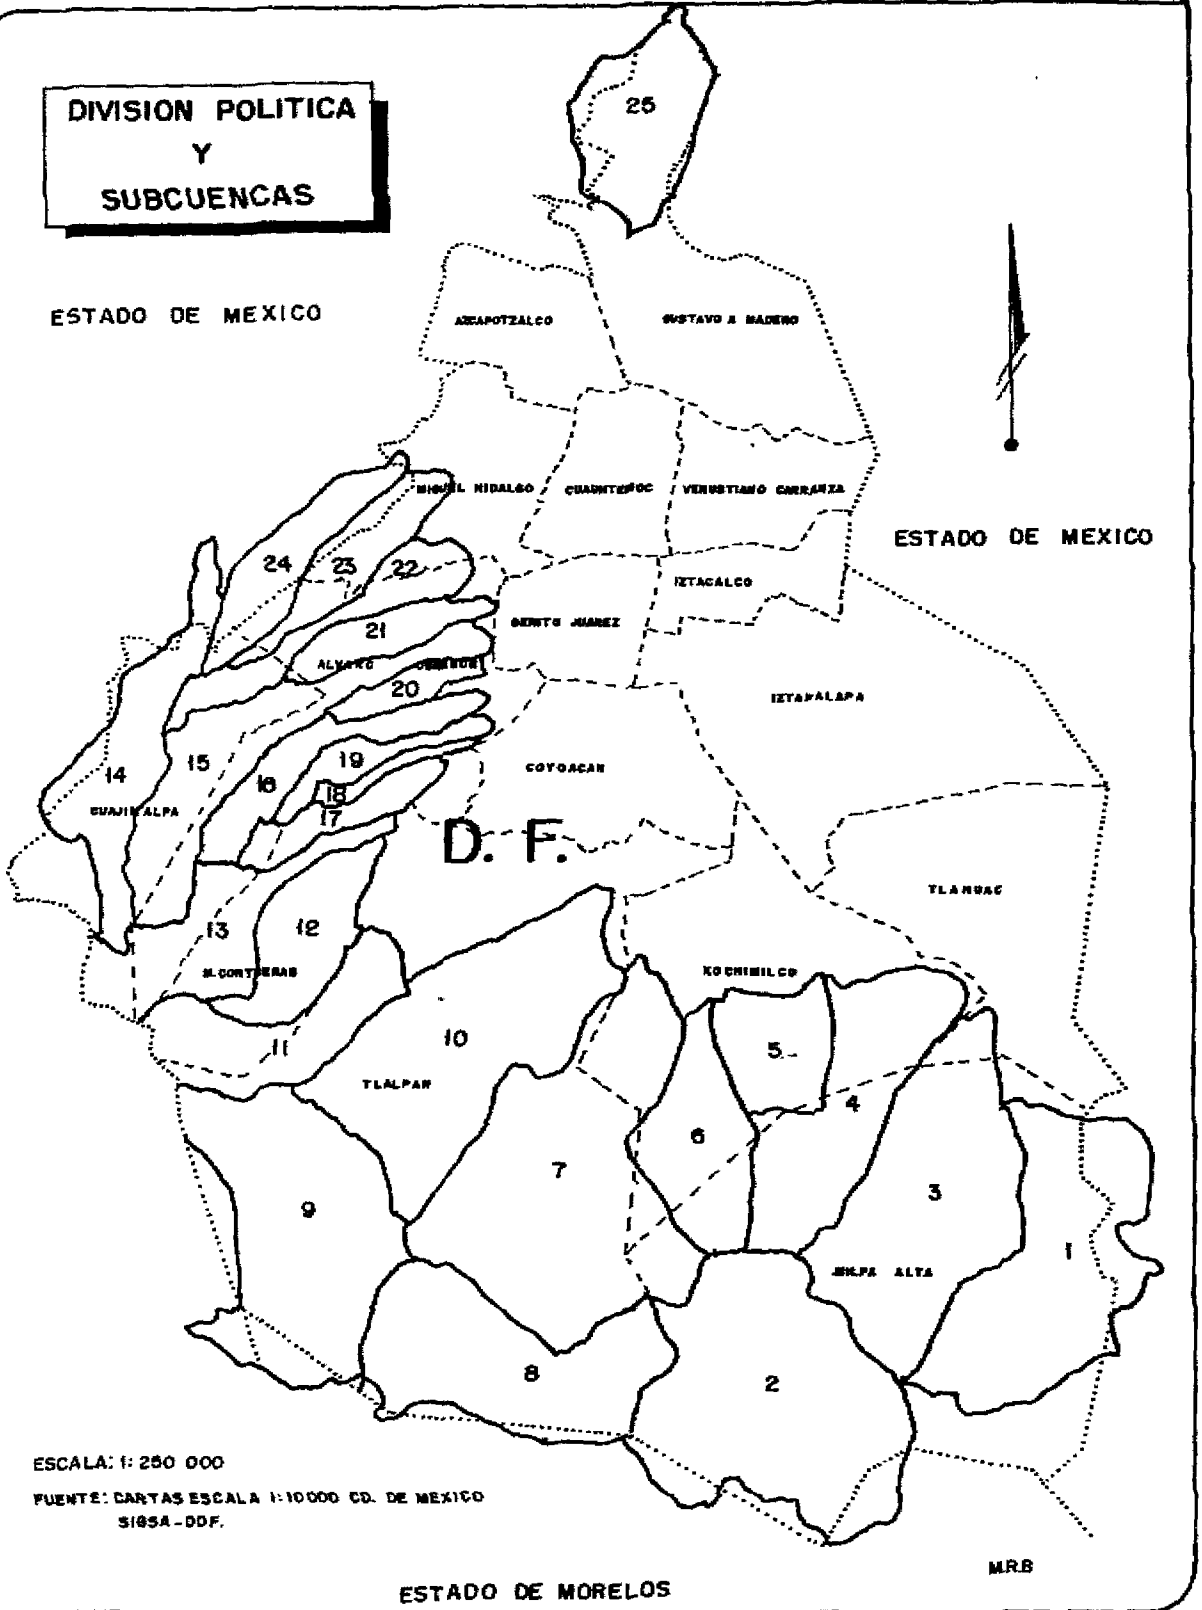 DIVISION POLITICA
Y
SUBCUENCAS
25
ESTADO DE MEXICO
AZCAPOTZALCO
GUSTAVO A MADERO
MIGUEL HIDALGO
CUAUHTEMOC
VENUSTIANO CARRANZA
ESTADO DE MEXICO
24
23
22
IZTACALCO
21
BENITO JUAREZ
ALVARO OBREGON
20
IZTAPALAPA
15
19
COYOACAN
14
16
18
CUAJIMALPA
17
D. F.
TLAHUAC
13
12
M. CONTRERAS
XOCHIMILCO
10
11
5
TLALPAN
4
6
7
3
9
1
MILPA ALTA
8
2
ESCALA: 1: 250 000
FUENTE: CARTAS ESCALA 1:10000 CD. DE MEXICO
SIGSA-DDF.
M.R.B
ESTADO DE MORELOS